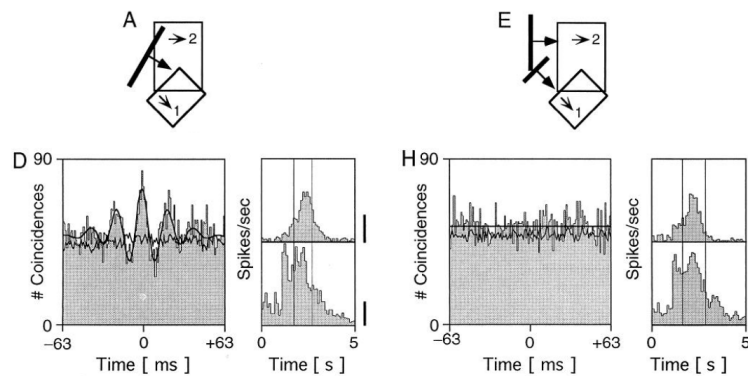 A
2
1
E
2
1
D
90
# Coincidences
0
−63
0
+63
Time [ ms ]
Spikes/sec
0
5
Time [ s ]
H
90
# Coincidences
0
−63
0
+63
Time [ ms ]
Spikes/sec
0
5
Time [ s ]